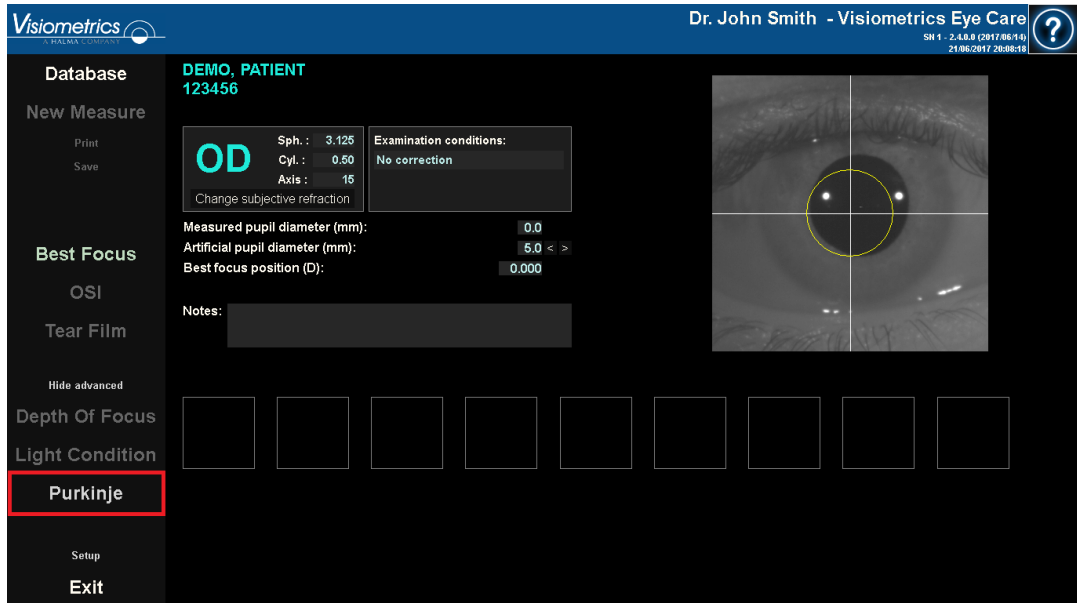 Visiometrics
A HALMA COMPANY
Dr. John Smith - Visiometrics Eye Care
SN 1 - 2.4.0.0 (2017/06/14)
21/06/2017 20:08:18
?
Database
New Measure
Print
Save
Best Focus
OSI
Tear Film
Hide advanced
Depth Of Focus
Light Condition
Purkinje
Setup
Exit
DEMO, PATIENT
123456
OD
Sph. : 3.125
Cyl. : 0.50
Axis : 15
Change subjective refraction
Examination conditions:
No correction
Measured pupil diameter (mm): 0.0
Artificial pupil diameter (mm): 5.0 < >
Best focus position (D): 0.000
Notes: